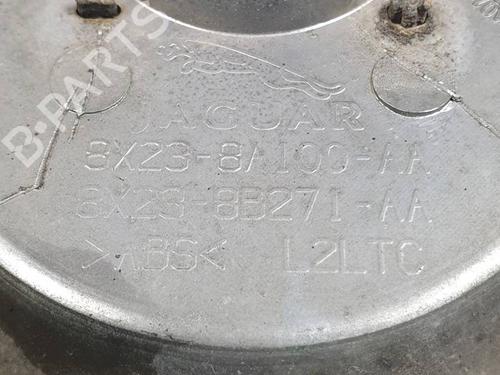 B-PARTS
JAGUAR
8X23-8A100-AA
8X23-8B271-AA
>ABS< L2LTC